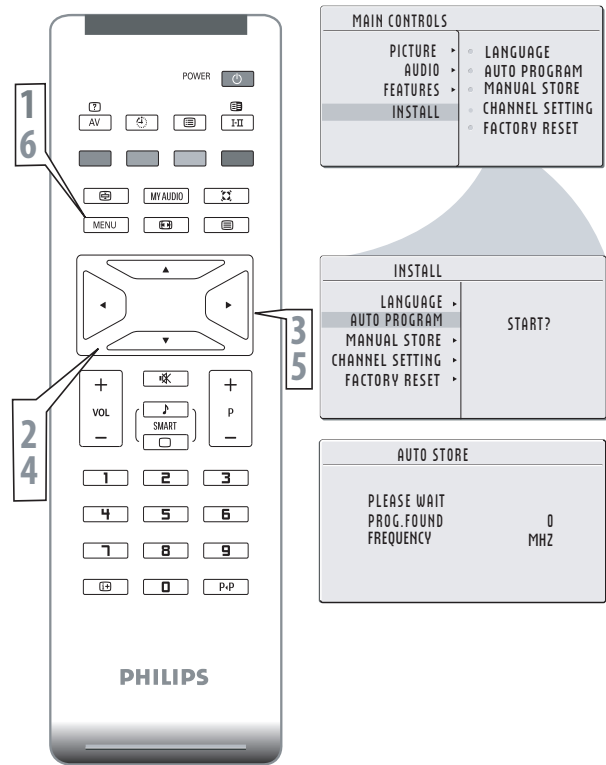 POWER
?
AV
I-II
1
6
MY AUDIO
MENU
3
5
+
+
VOL
SMART
P
–
–
2
4
1 2 3
4 5 6
7 8 9
i+ 0 P◂P
PHILIPS
MAIN CONTROLS
PICTURE ▸ LANGUAGE
AUDIO ▸ AUTO PROGRAM
FEATURES ▸ MANUAL STORE
INSTALL CHANNEL SETTING
FACTORY RESET
INSTALL
LANGUAGE ▸
AUTO PROGRAM START?
MANUAL STORE ▸
CHANNEL SETTING ▸
FACTORY RESET ▸
AUTO STORE
PLEASE WAIT
PROG.FOUND 0
FREQUENCY MHZ